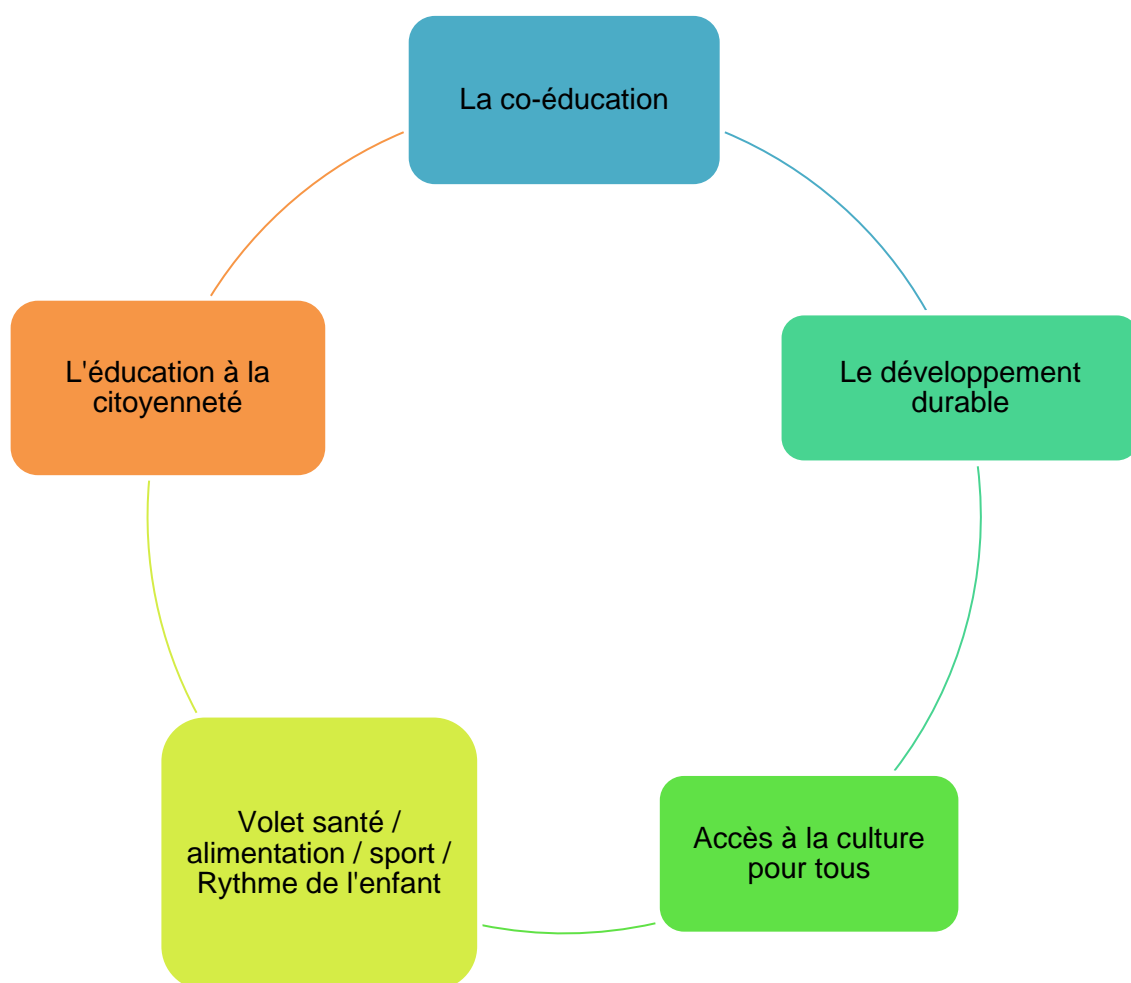 La co-éducation
Le développement
durable
Accès à la culture
pour tous
Volet santé /
alimentation / sport /
Rythme de l'enfant
L'éducation à la
citoyenneté